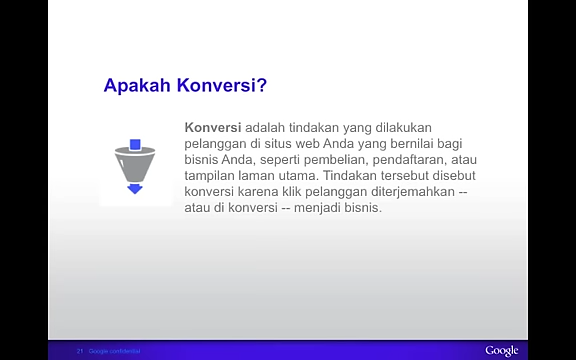 Apakah Konversi?
Konversi adalah tindakan yang dilakukan
pelanggan di situs web Anda yang bernilai bagi
bisnis Anda, seperti pembelian, pendaftaran, atau
tampilan laman utama. Tindakan tersebut disebut
konversi karena klik pelanggan diterjemahkan --
atau di konversi -- menjadi bisnis.
21 Google confidential
Google